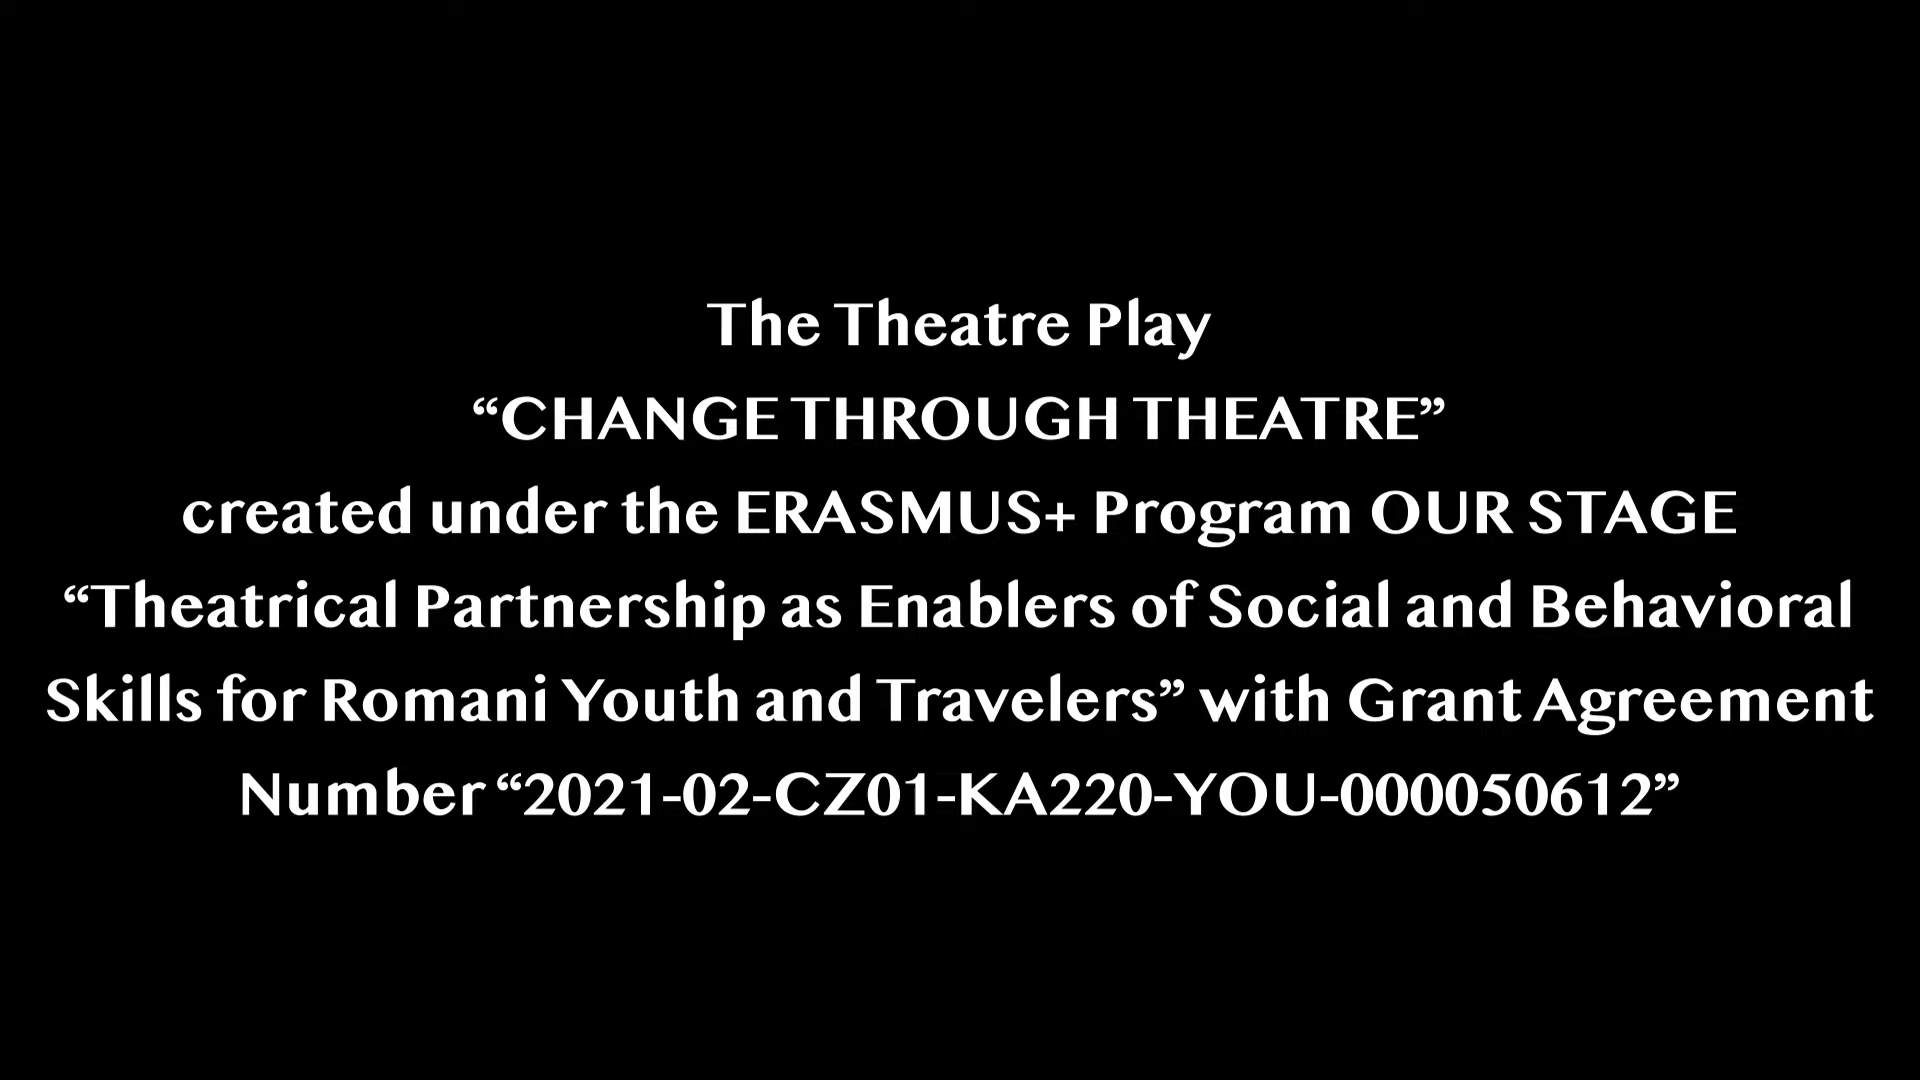 The Theatre Play
“CHANGE THROUGH THEATRE”
created under the ERASMUS+ Program OUR STAGE
“Theatrical Partnership as Enablers of Social and Behavioral
Skills for Romani Youth and Travelers” with Grant Agreement
Number “2021-02-CZ01-KA220-YOU-000050612”